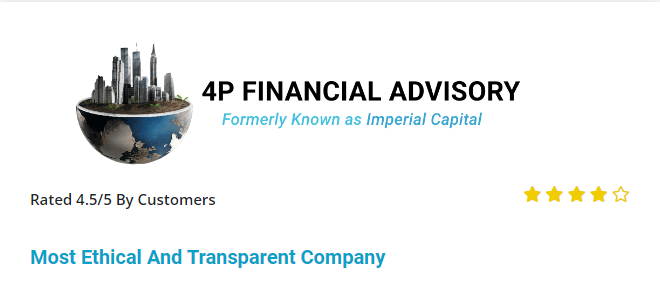 4P FINANCIAL ADVISORY
Formerly Known as Imperial Capital
Rated 4.5/5 By Customers
Most Ethical And Transparent Company